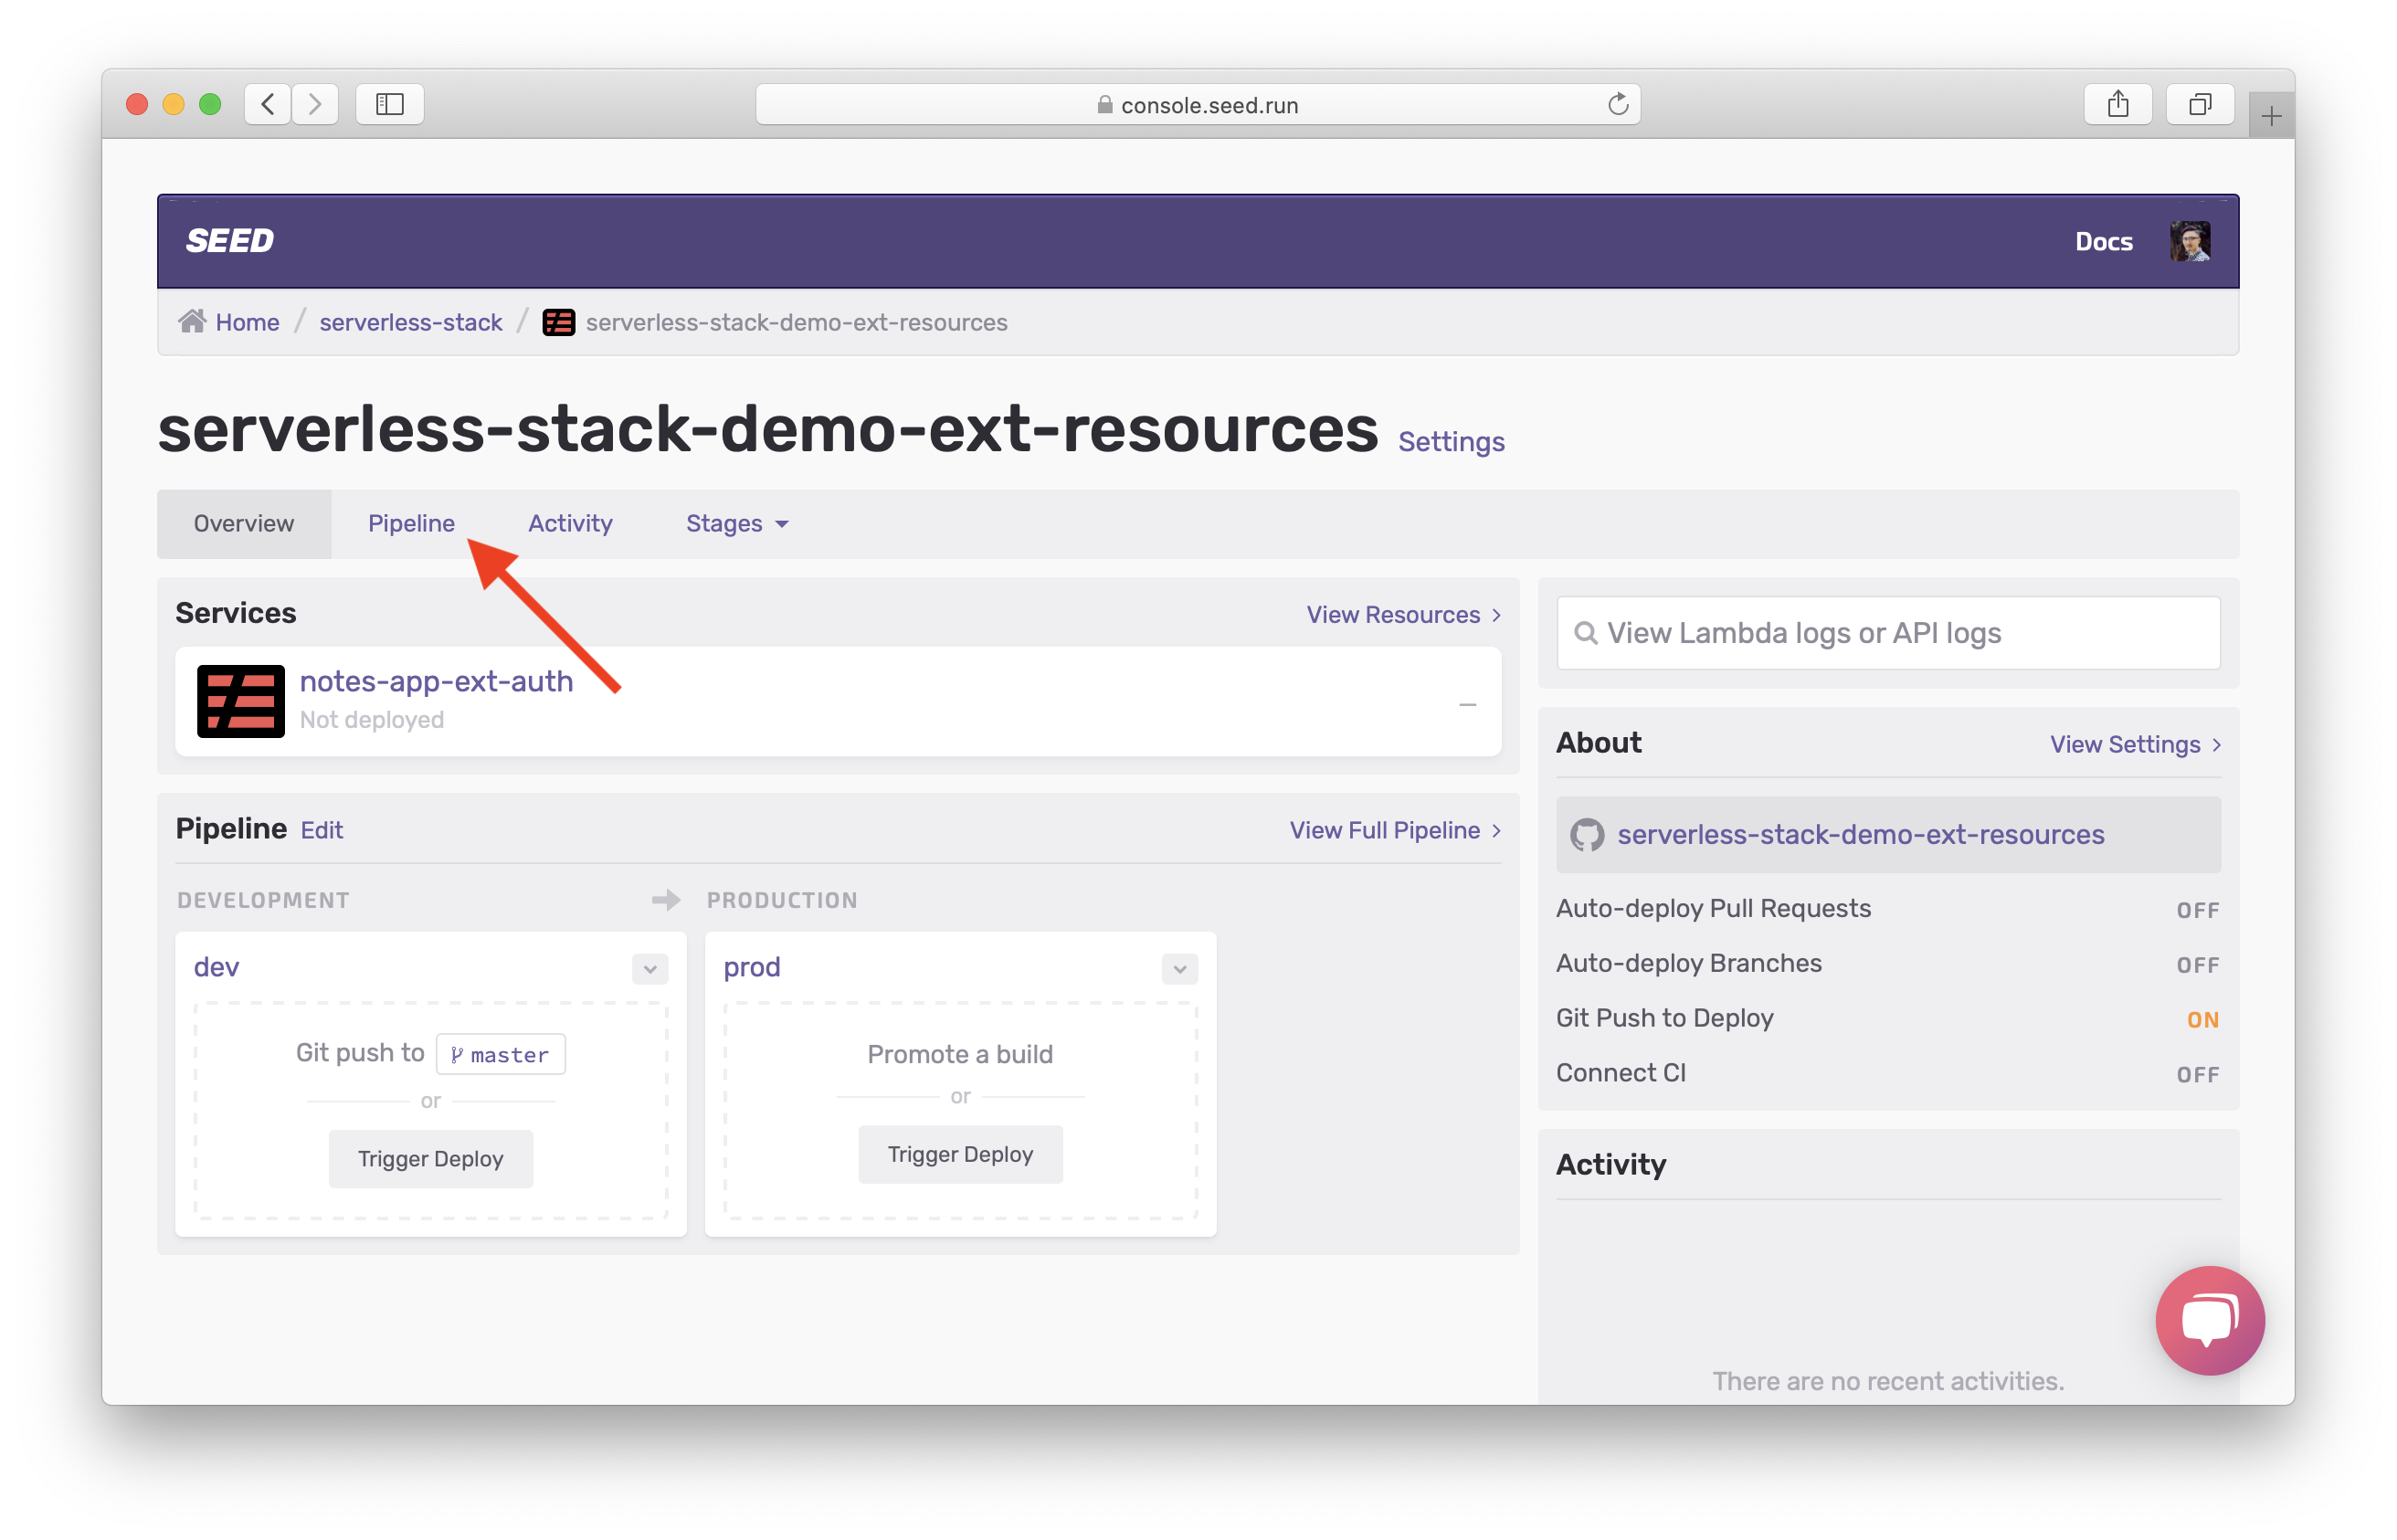 console.seed.run
SEED
Docs
Home / serverless-stack / serverless-stack-demo-ext-resources
serverless-stack-demo-ext-resources Settings
Overview Pipeline Activity Stages
Services View Resources
notes-app-ext-auth
Not deployed
Pipeline Edit View Full Pipeline
DEVELOPMENT PRODUCTION
dev
Git push to master
or
Trigger Deploy
prod
Promote a build
or
Trigger Deploy
View Lambda logs or API logs
About View Settings
serverless-stack-demo-ext-resources
Auto-deploy Pull Requests OFF
Auto-deploy Branches OFF
Git Push to Deploy ON
Connect CI OFF
Activity
There are no recent activities.